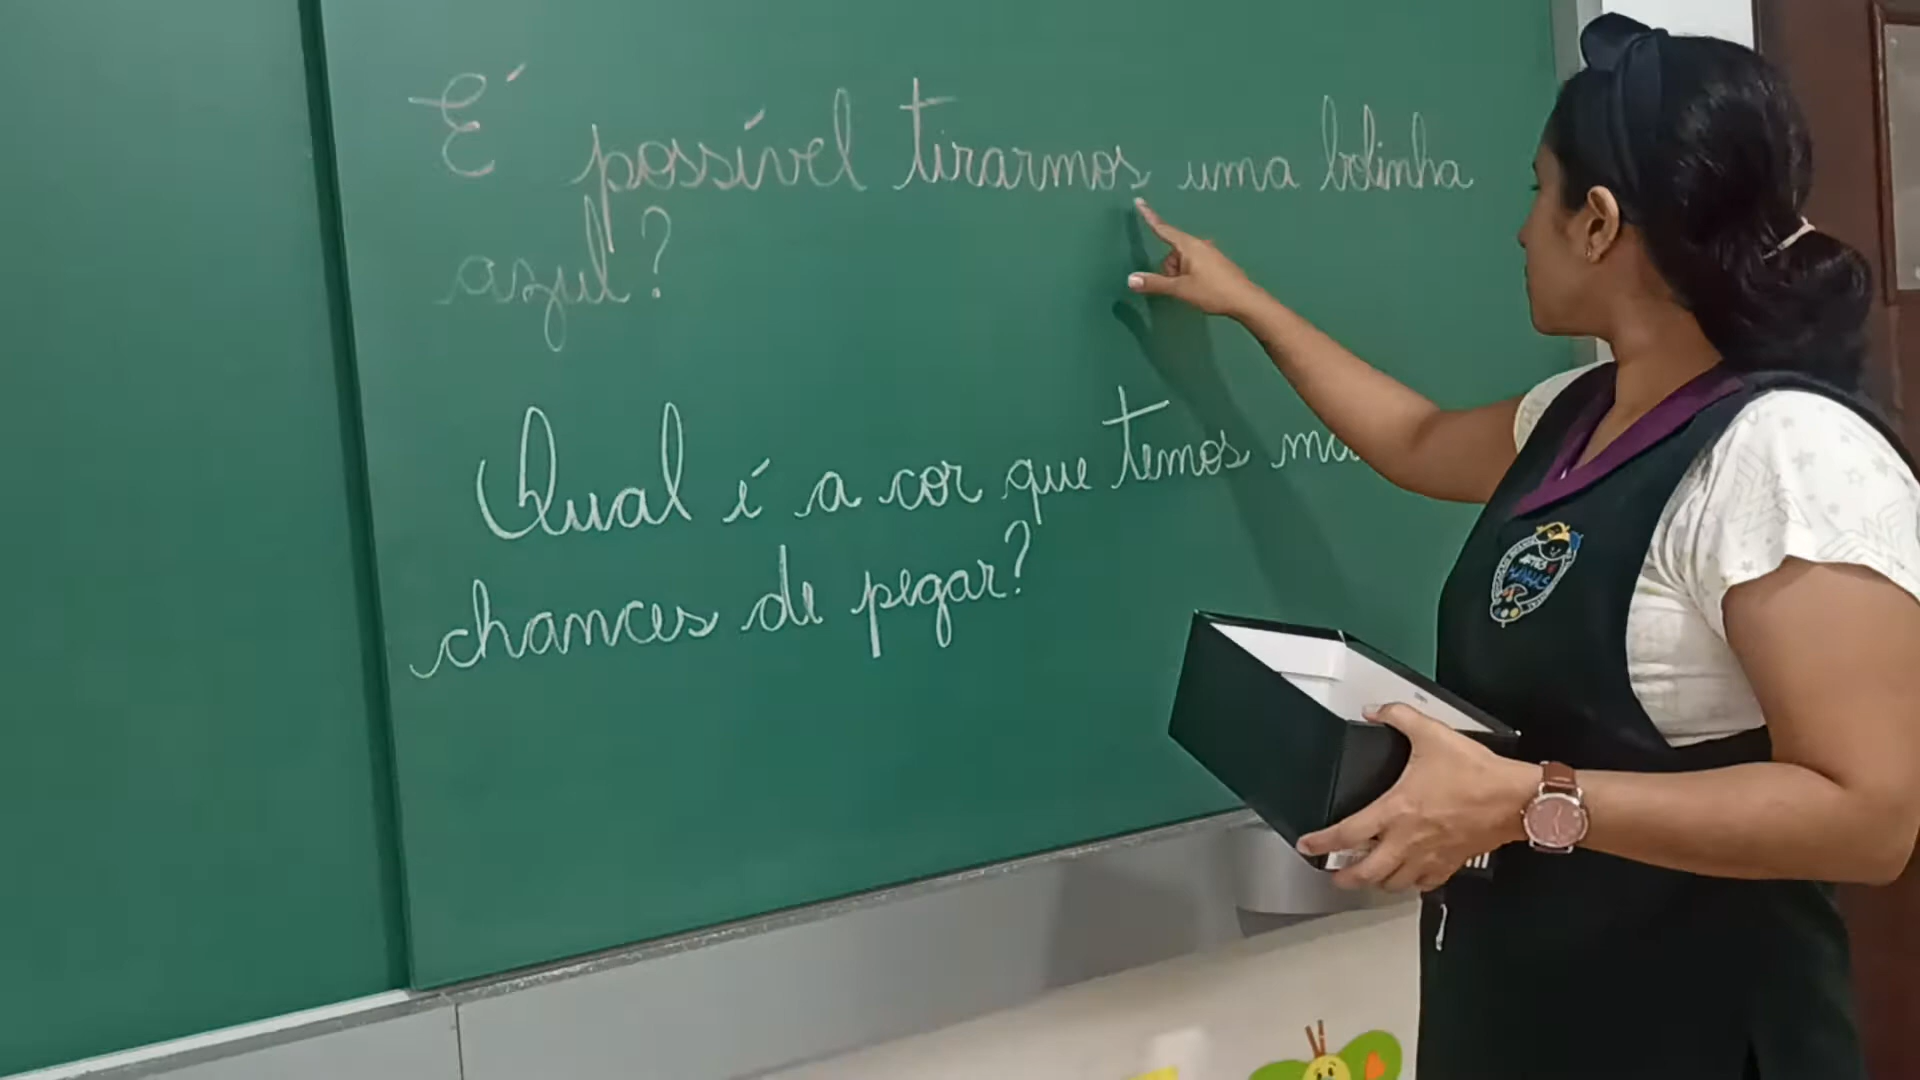 É possível tirarmos uma bolinha
azul?
Qual é a cor que temos
chances de pegar?